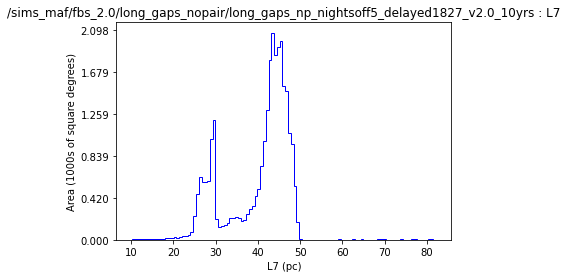 /sims_maf/fbs_2.0/long_gaps_nopair/long_gaps_np_nightsoff5_delayed1827_v2.0_10yrs : L7
2.098
1.679
1.259
0.839
0.420
0.000
Area (1000s of square degrees)
10 20 30 40 50 60 70 80
L7 (pc)